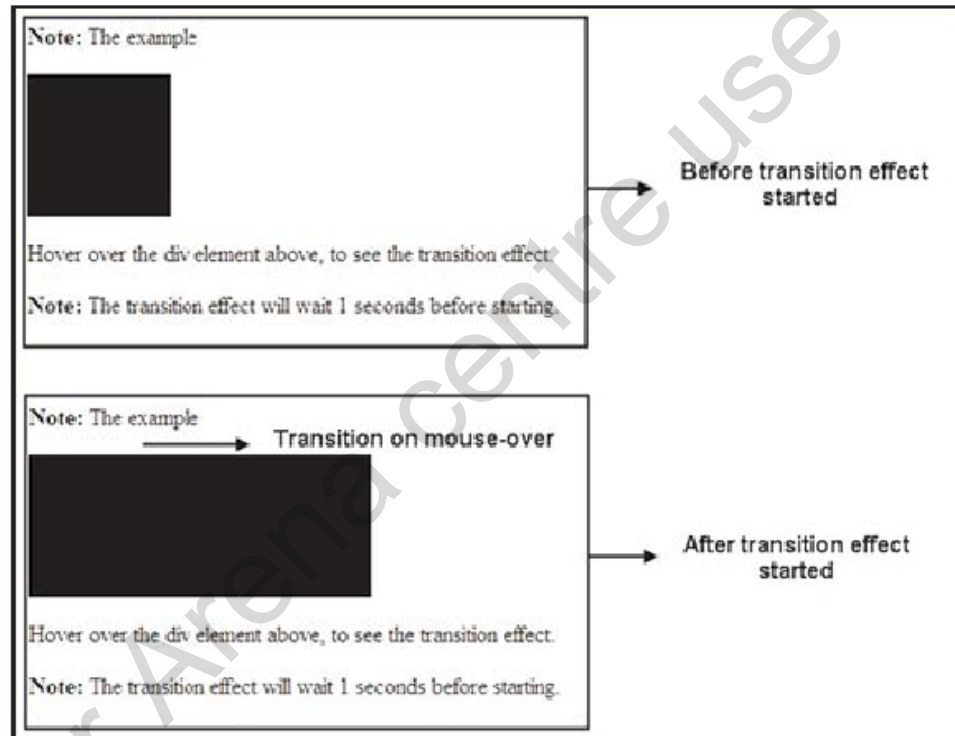 Note: The example
Before transition effect
started
Hover over the div element above, to see the transition effect.
Note: The transition effect will wait 1 seconds before starting.
Note: The example
Transition on mouse-over
After transition effect
started
Hover over the div element above, to see the transition effect.
Note: The transition effect will wait 1 seconds before starting.
r Arena centre use